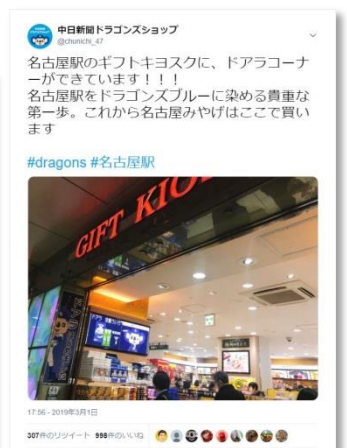 中日新聞ドラゴンズショップ
@chunichi_47
名古屋駅のギフトキヨスクに、ドアラコーナ
ーができています！！！
名古屋駅をドラゴンズブルーに染める貴重な
第一歩。これから名古屋みやげはここで買い
ます
#dragons #名古屋駅
GIFT KIO
17:56 - 2019年3月1日
307件のリツイート 998件のいいね